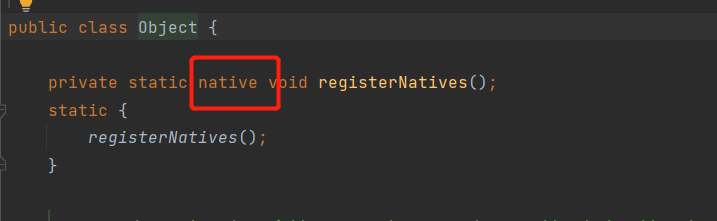 public class Object {
private static native void registerNatives();
static {
registerNatives();
}